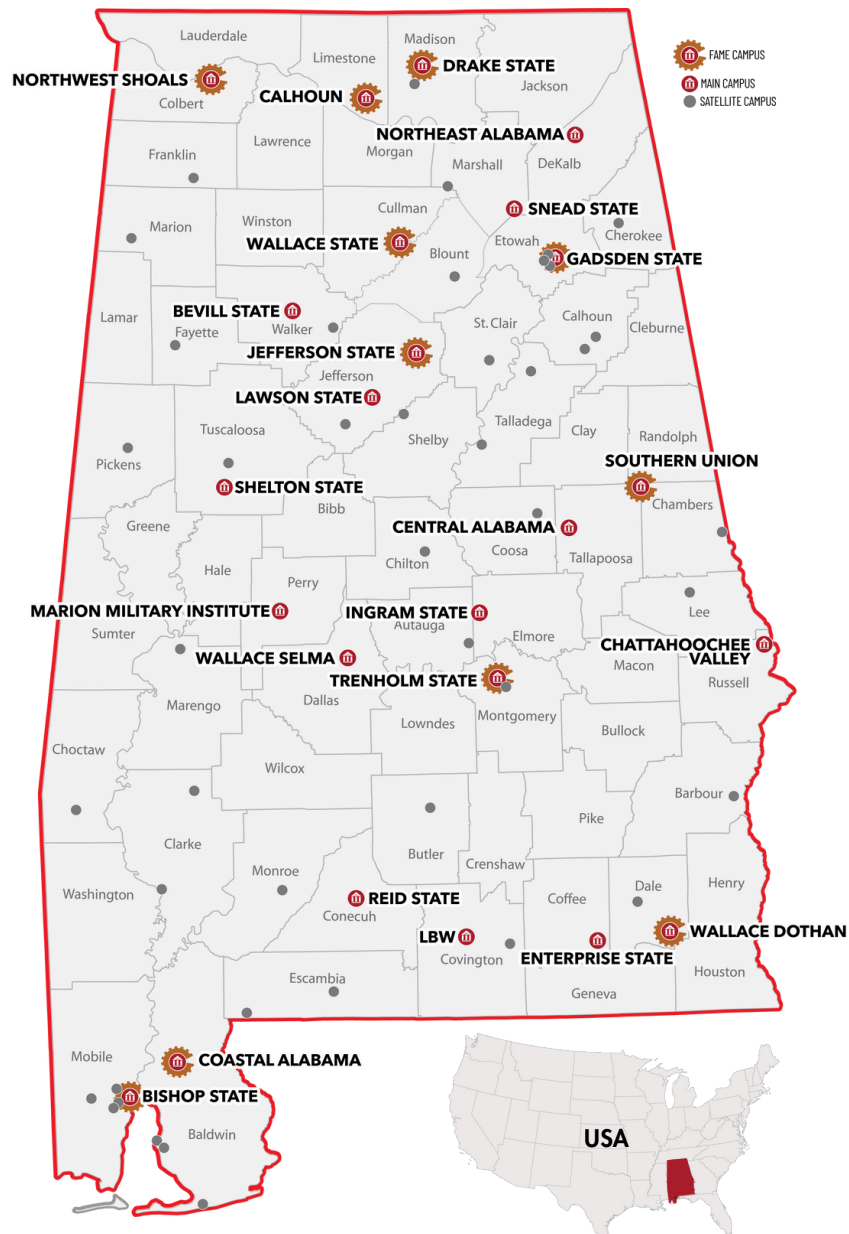 Lauderdale
Limestone
Madison
FAME CAMPUS
NORTHWEST SHOALS
DRAKE STATE
MAIN CAMPUS
SATELLITE CAMPUS
Colbert
CALHOUN
Jackson
NORTHEAST ALABAMA
Lawrence
Franklin
Morgan
Marshall
DeKalb
SNEAD STATE
Marion
Winston
Cullman
WALLACE STATE
Etowah
Cherokee
Blount
GADSDEN STATE
BEVILL STATE
Lamar
Fayette
Walker
St. Clair
Calhoun
Cleburne
JEFFERSON STATE
Jefferson
LAWSON STATE
Tuscaloosa
Shelby
Talladega
Clay
Randolph
Pickens
SOUTHERN UNION
SHELTON STATE
Bibb
Chambers
Greene
CENTRAL ALABAMA
Chilton
Coosa
Tallapoosa
Hale
Perry
MARION MILITARY INSTITUTE
INGRAM STATE
Lee
Sumter
Autauga
Elmore
CHATTAHOOCHEE
VALLEY
WALLACE SELMA
Macon
TRENHOLM STATE
Russell
Marengo
Dallas
Lowndes
Montgomery
Bullock
Choctaw
Wilcox
Barbour
Clarke
Pike
Butler
Crenshaw
Monroe
Washington
Coffee
Dale
Henry
REID STATE
Conecuh
LBW
WALLACE DOTHAN
Covington
ENTERPRISE STATE
Houston
Escambia
Geneva
Mobile
COASTAL ALABAMA
BISHOP STATE
Baldwin
USA